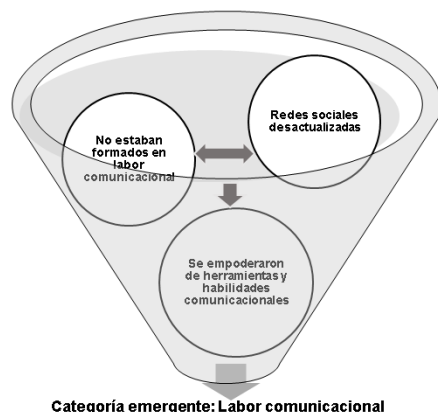 No estaban
formados en
labor
comunicacional
Redes sociales
desactualizadas
Se empoderaron
de herramientas y
habilidades
comunicacionales
Categoría emergente: Labor comunicacional